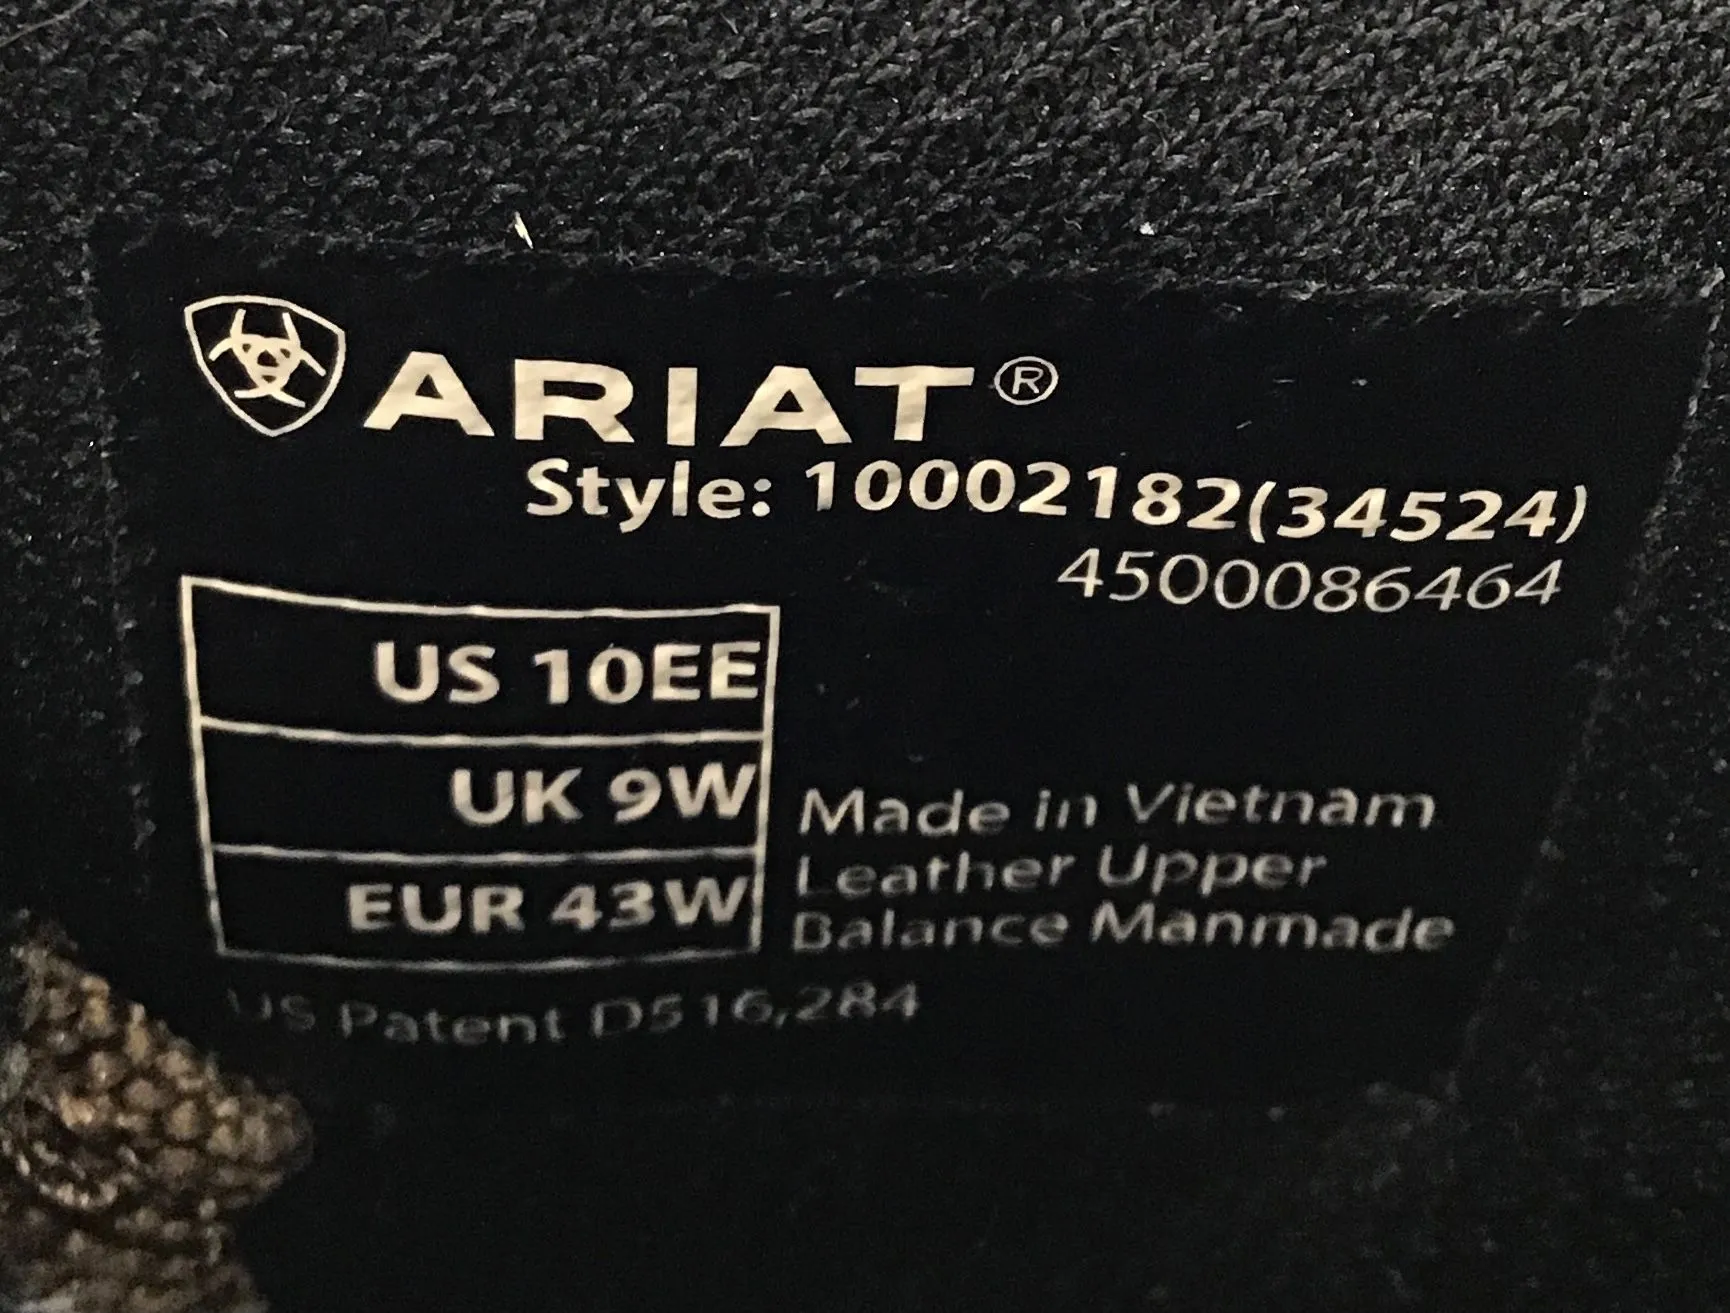 ARIAT®
Style: 10002182(34524)
4500086464
US 10EE
UK 9W
EUR 43W
Made in Vietnam
Leather Upper
Balance Manmade
US Patent D516,284